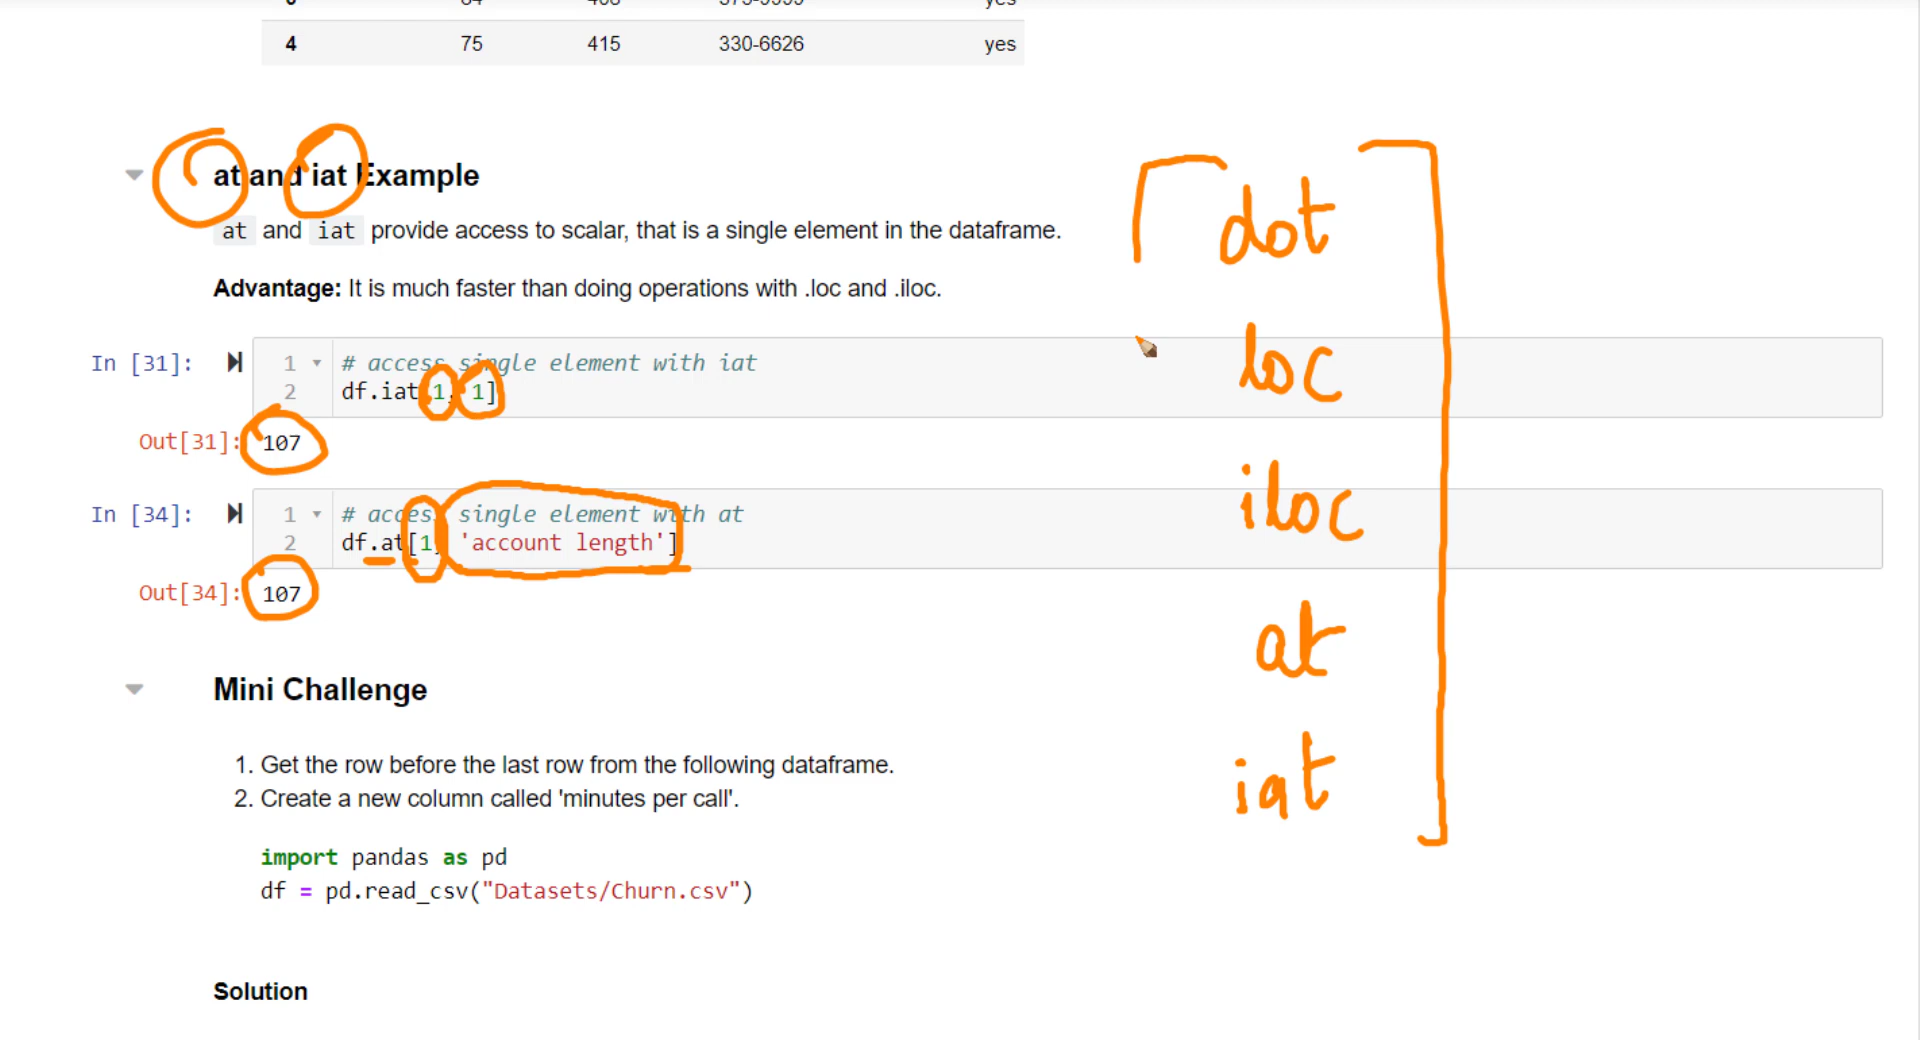 4 75 415 330-6626 yes
at and iat Example
at and iat provide access to scalar, that is a single element in the dataframe.
Advantage: It is much faster than doing operations with .loc and .iloc.
In [31]:
1 # access single element with iat
2 df.iat[1, 1]
Out[31]: 107
In [34]:
1 # access single element with at
2 df.at[1, 'account length']
Out[34]: 107
Mini Challenge
1. Get the row before the last row from the following dataframe.
2. Create a new column called 'minutes per call'.
import pandas as pd
df = pd.read_csv("Datasets/Churn.csv")
Solution
dot
loc
iloc
at
iat